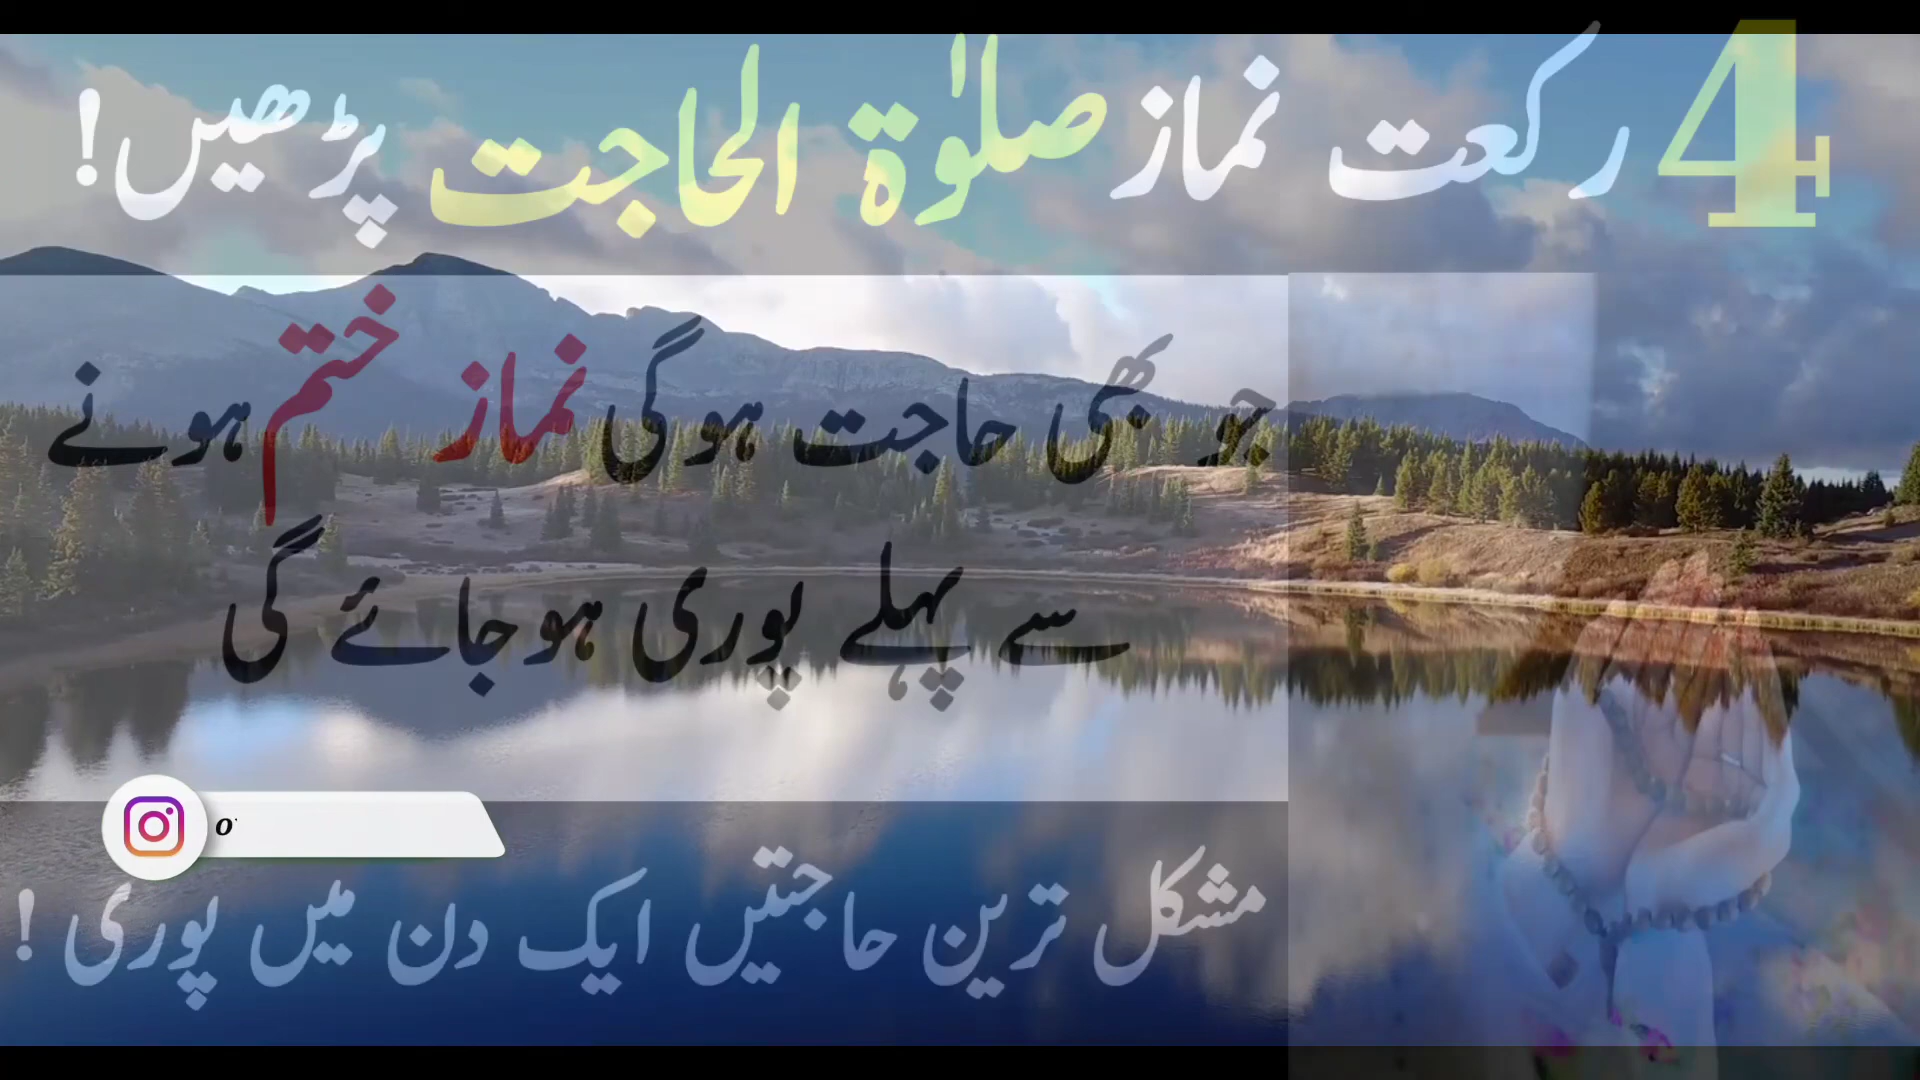 4 رکعت نماز صلوٰۃ الحاجت پڑھیں!
جو بھی حاجت ہوگی نماز ختم ہونے
سے پہلے پوری ہوجائے گی
مشکل ترین حاجتیں ایک دن میں پوری !